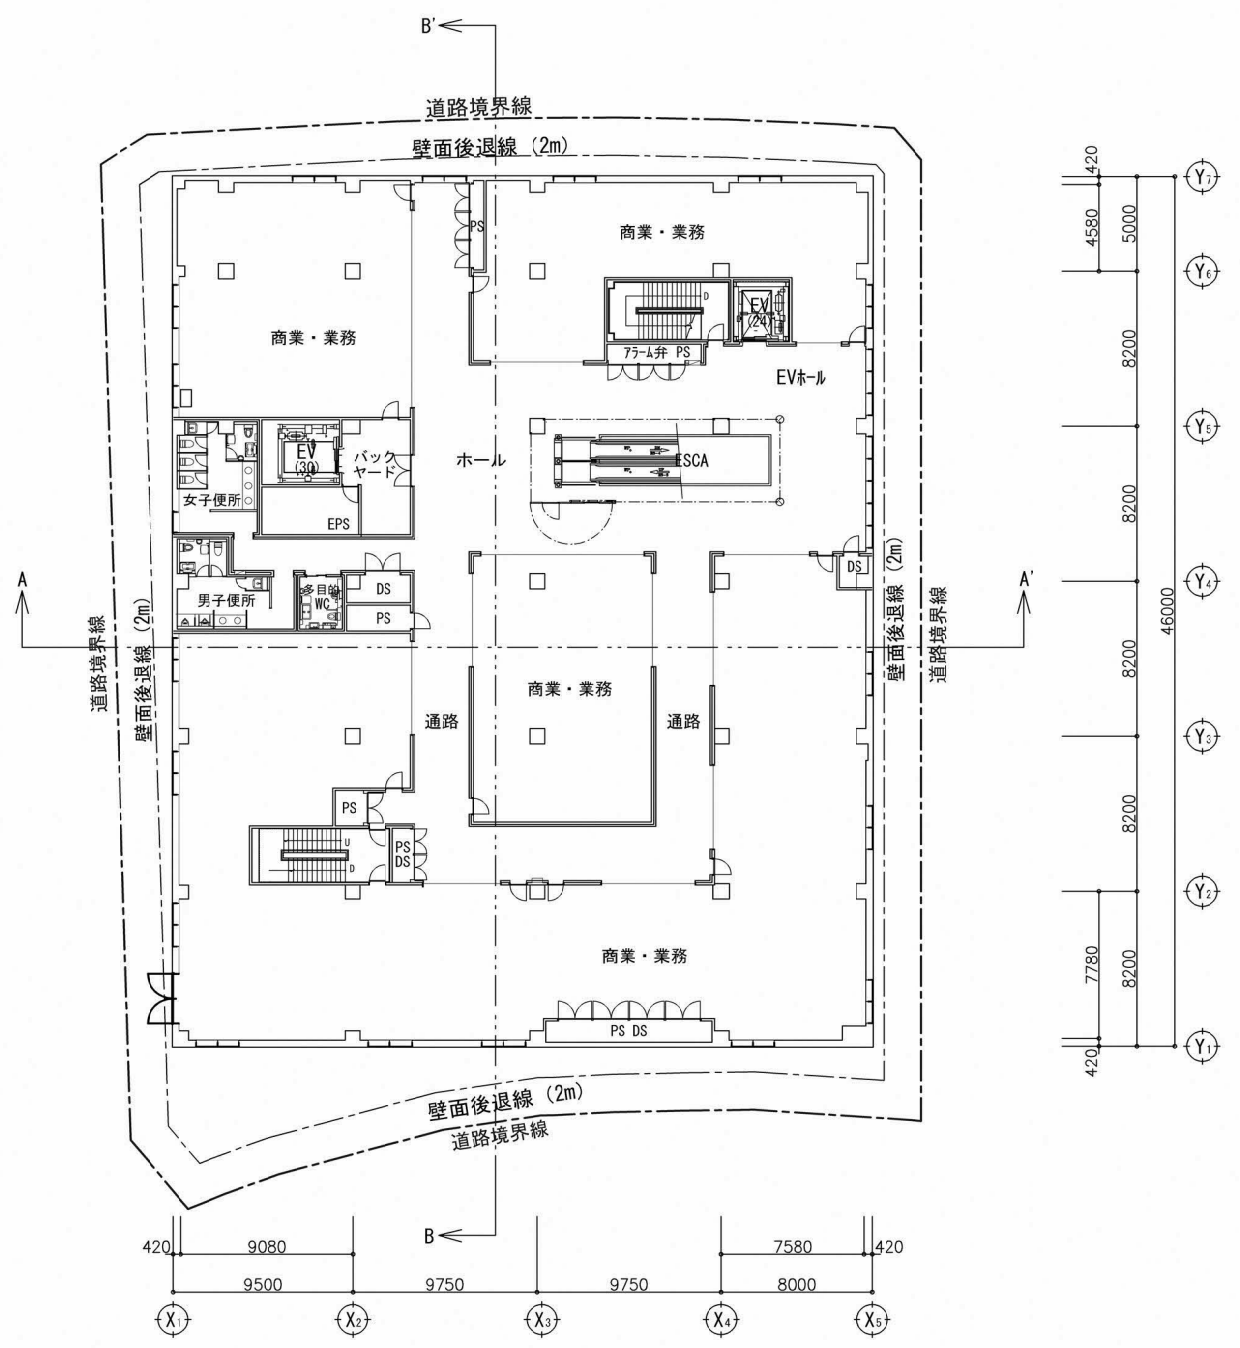 B'
道路境界線
壁面後退線 (2m)
420
Y7
PS
商業・業務
4580
5000
Y6
D
EV
(24)
商業・業務
アラーム弁 PS
8200
EVホール
Y5
EV
(30)
バック
ヤード
ホール
ESCA
女子便所
8200
EPS
壁面後退線 (2m)
DS
A
A'
Y4
多目的
WC
DS
男子便所
PS
道路境界線
壁面後退線 (2m)
道路境界線
46000
8200
商業・業務
通路
通路
Y3
PS
8200
U
D
PS
DS
Y2
商業・業務
7780
8200
PS DS
Y1
420
壁面後退線 (2m)
道路境界線
B
420
9080
7580
420
9500
9750
9750
8000
X1
X2
X3
X4
X5